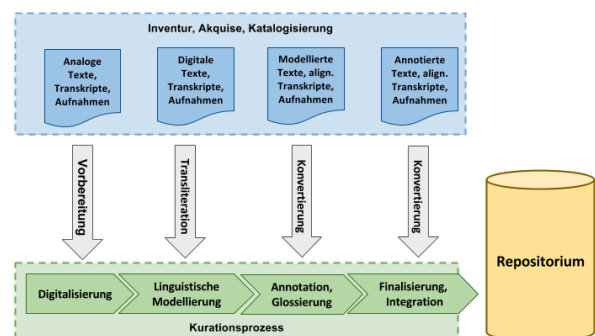 Inventur, Akquise, Katalogisierung
Analoge
Texte,
Transkripte,
Aufnahmen
Digitale
Texte,
Transkripte,
Aufnahmen
Modellierte
Texte, align.
Transkripte,
Aufnahmen
Annotierte
Texte, align.
Transkripte,
Aufnahmen
Vorbereitung
Transliteration
Konvertierung
Konvertierung
Repositorium
Digitalisierung
Linguistische
Modellierung
Annotation,
Glossierung
Finalisierung,
Integration
Kurationsprozess